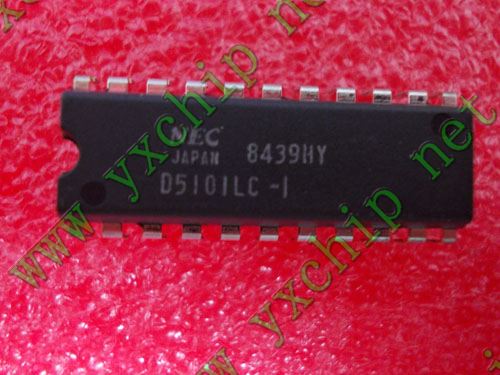 NEC
JAPAN 8439HY
D5101LC-1
www yxchip net
www yxchip net